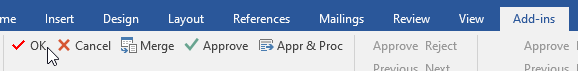 me Insert Design Layout References Mailings Review View Add-ins
OK Cancel Merge Approve Appr & Proc Approve Reject Approve
Previous Next Previous